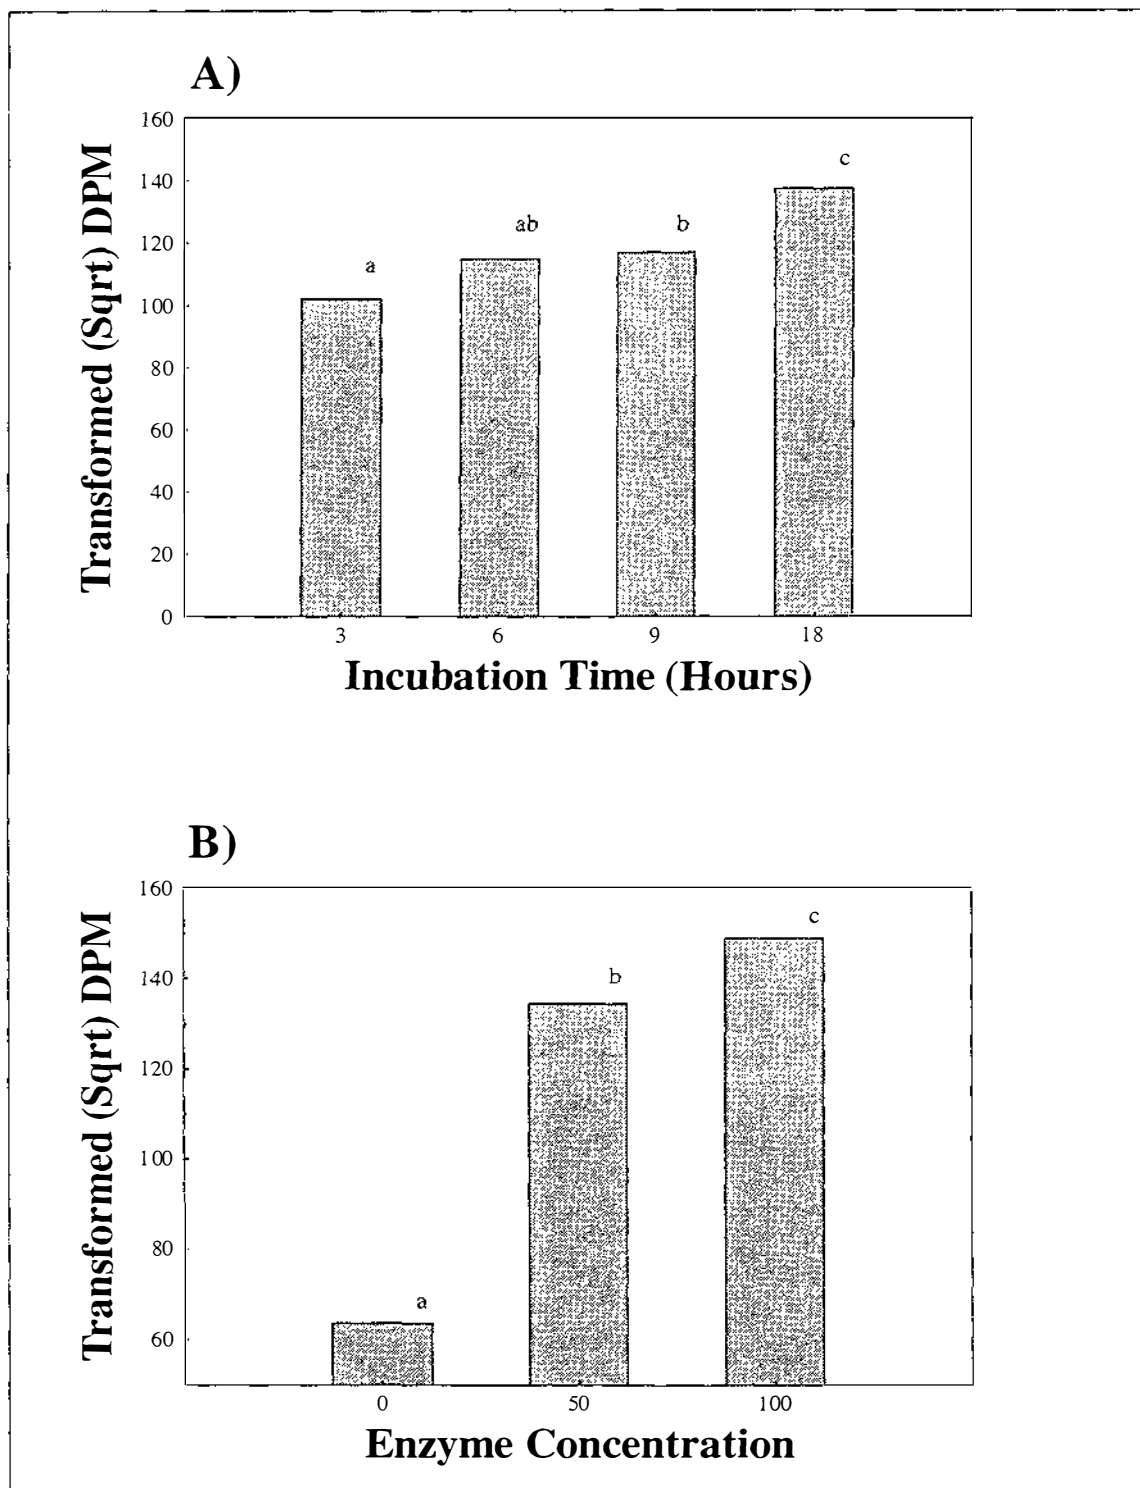 A)
160
140
120
100
80
60
40
20
0
Transformed (Sqrt) DPM
a
ab
b
c
3 6 9 18
Incubation Time (Hours)
B)
160
140
120
100
80
60
Transformed (Sqrt) DPM
a
b
c
0 50 100
Enzyme Concentration